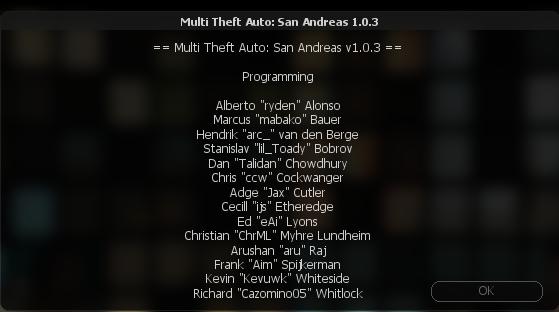 Multi Theft Auto: San Andreas 1.0.3
== Multi Theft Auto: San Andreas v1.0.3 ==
Programming
Alberto "ryden" Alonso
Marcus "mabako" Bauer
Hendrik "arc_" van den Berge
Stanislav "lil_Toady" Bobrov
Dan "Talidan" Chowdhury
Chris "ccw" Cockwanger
Adge "Jax" Cutler
Cecill "ijs" Etheredge
Ed "eAi" Lyons
Christian "ChrML" Myhre Lundheim
Arushan "aru" Raj
Frank "Aim" Spijkerman
Kevin "Kevuwk" Whiteside
Richard "Cazomino05" Whitlock
OK